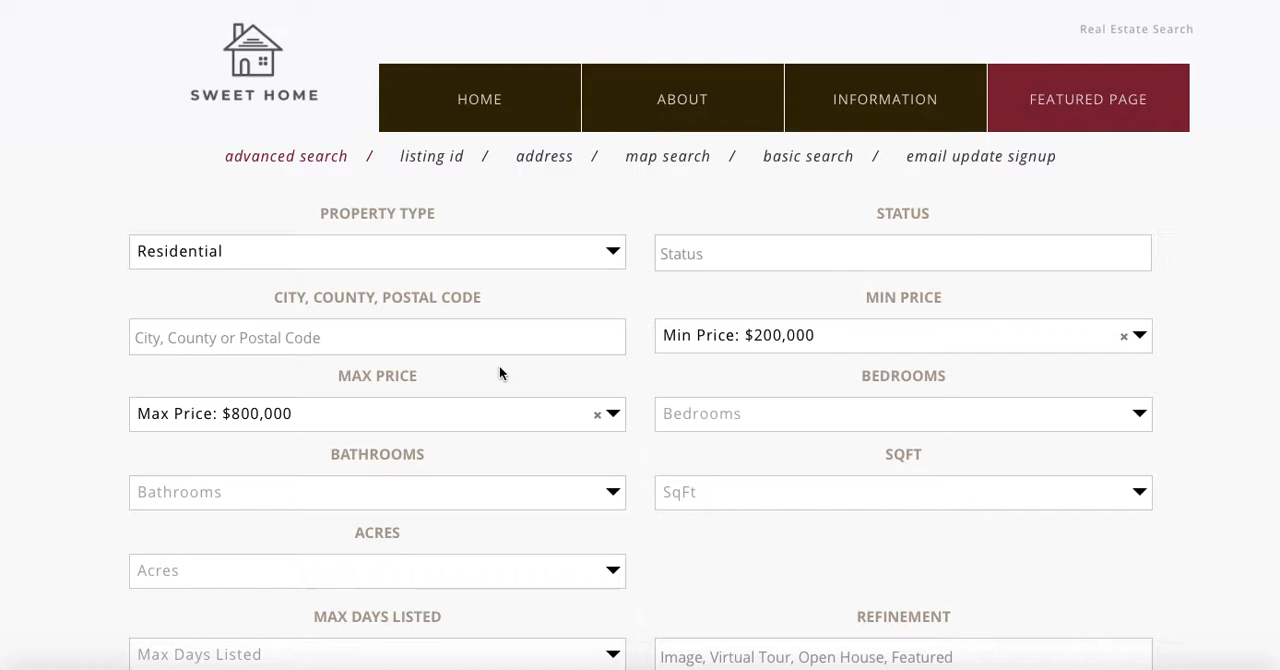 Real Estate Search
SWEET HOME
HOME
ABOUT
INFORMATION
FEATURED PAGE
advanced search / listing id / address / map search / basic search / email update signup
PROPERTY TYPE
STATUS
Residential
Status
CITY, COUNTY, POSTAL CODE
MIN PRICE
City, County or Postal Code
Min Price: $200,000 ×
MAX PRICE
BEDROOMS
Max Price: $800,000 ×
Bedrooms
BATHROOMS
SQFT
Bathrooms
SqFt
ACRES
Acres
MAX DAYS LISTED
REFINEMENT
Max Days Listed
Image, Virtual Tour, Open House, Featured